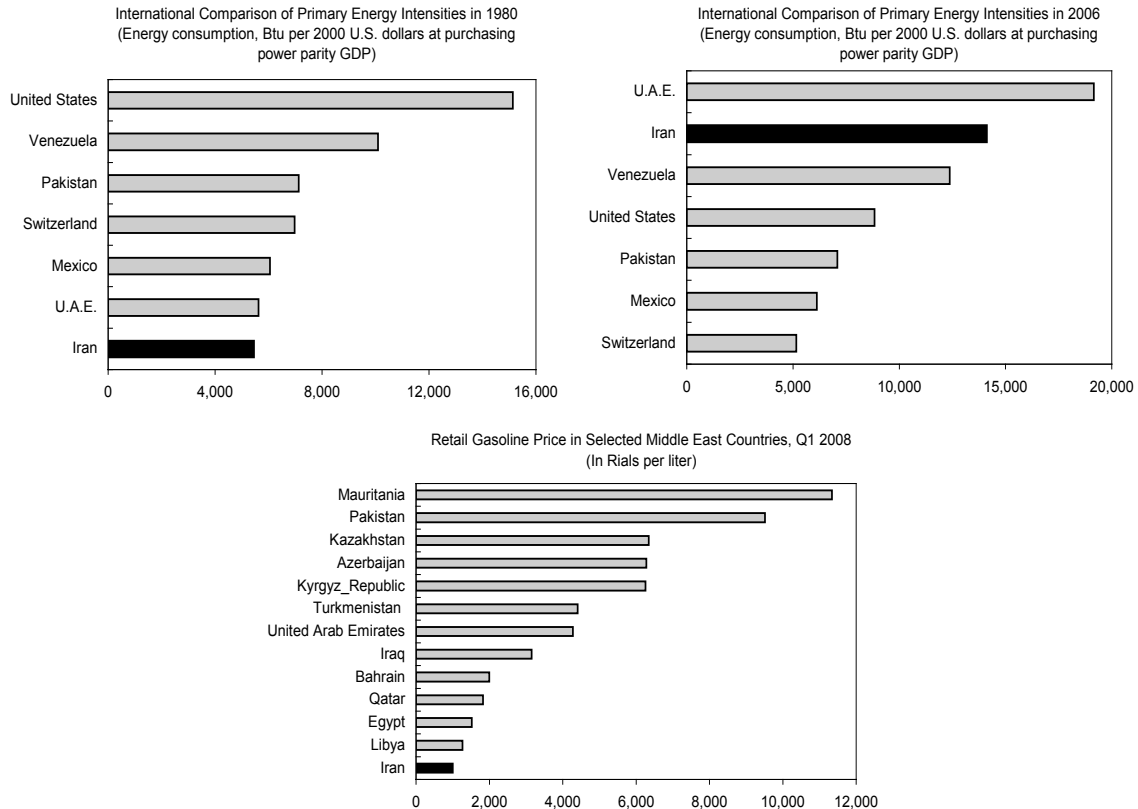 International Comparison of Primary Energy Intensities in 1980
(Energy consumption, Btu per 2000 U.S. dollars at purchasing
power parity GDP)
United States
Venezuela
Pakistan
Switzerland
Mexico
U.A.E.
Iran
0 4,000 8,000 12,000 16,000
International Comparison of Primary Energy Intensities in 2006
(Energy consumption, Btu per 2000 U.S. dollars at purchasing
power parity GDP)
U.A.E.
Iran
Venezuela
United States
Pakistan
Mexico
Switzerland
0 5,000 10,000 15,000 20,000
Retail Gasoline Price in Selected Middle East Countries, Q1 2008
(In Rials per liter)
Mauritania
Pakistan
Kazakhstan
Azerbaijan
Kyrgyz_Republic
Turkmenistan
United Arab Emirates
Iraq
Bahrain
Qatar
Egypt
Libya
Iran
0 2,000 4,000 6,000 8,000 10,000 12,000